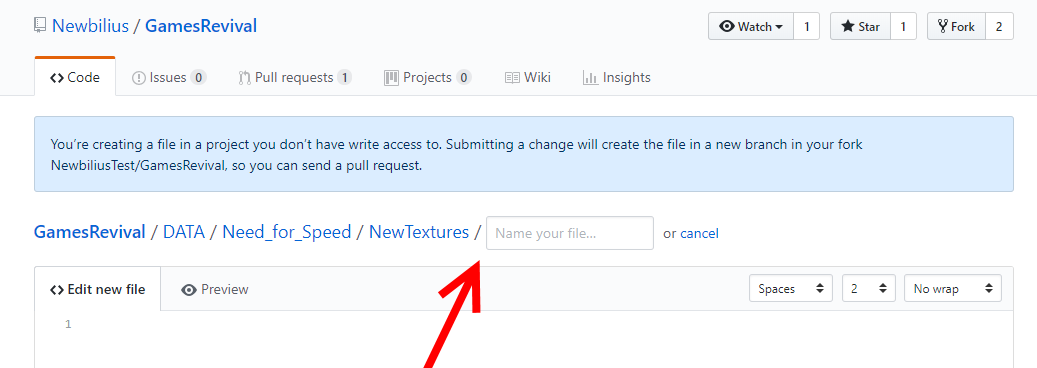 Newbilius / GamesRevival Watch 1 Star 1 Fork 2
Code Issues 0 Pull requests 1 Projects 0 Wiki Insights
You're creating a file in a project you don't have write access to. Submitting a change will create the file in a new branch in your fork
NewbiliusTest/GamesRevival, so you can send a pull request.
GamesRevival / DATA / Need_for_Speed / NewTextures / Name your file... or cancel
Edit new file Preview Spaces 2 No wrap
1